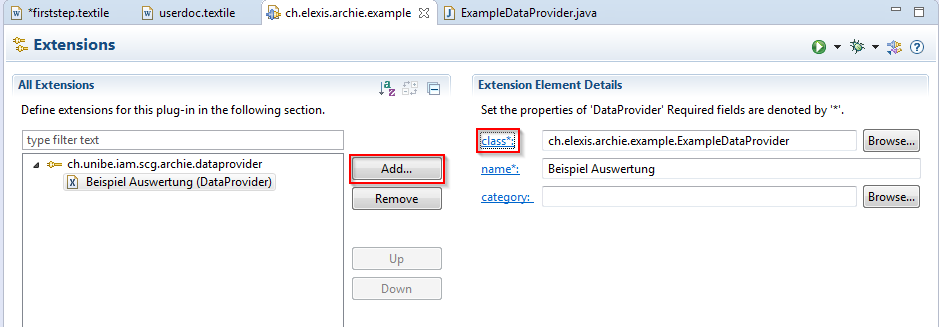 *firststep.textile userdoc.textile ch.elexis.archie.example ExampleDataProvider.java
Extensions
All Extensions
Define extensions for this plug-in in the following section.
type filter text
ch.unibe.iam.scg.archie.dataprovider
Beispiel Auswertung (DataProvider)
Add...
Remove
Up
Down
Extension Element Details
Set the properties of 'DataProvider' Required fields are denoted by '*'.
class*: ch.elexis.archie.example.ExampleDataProvider Browse...
name*: Beispiel Auswertung
category: Browse...